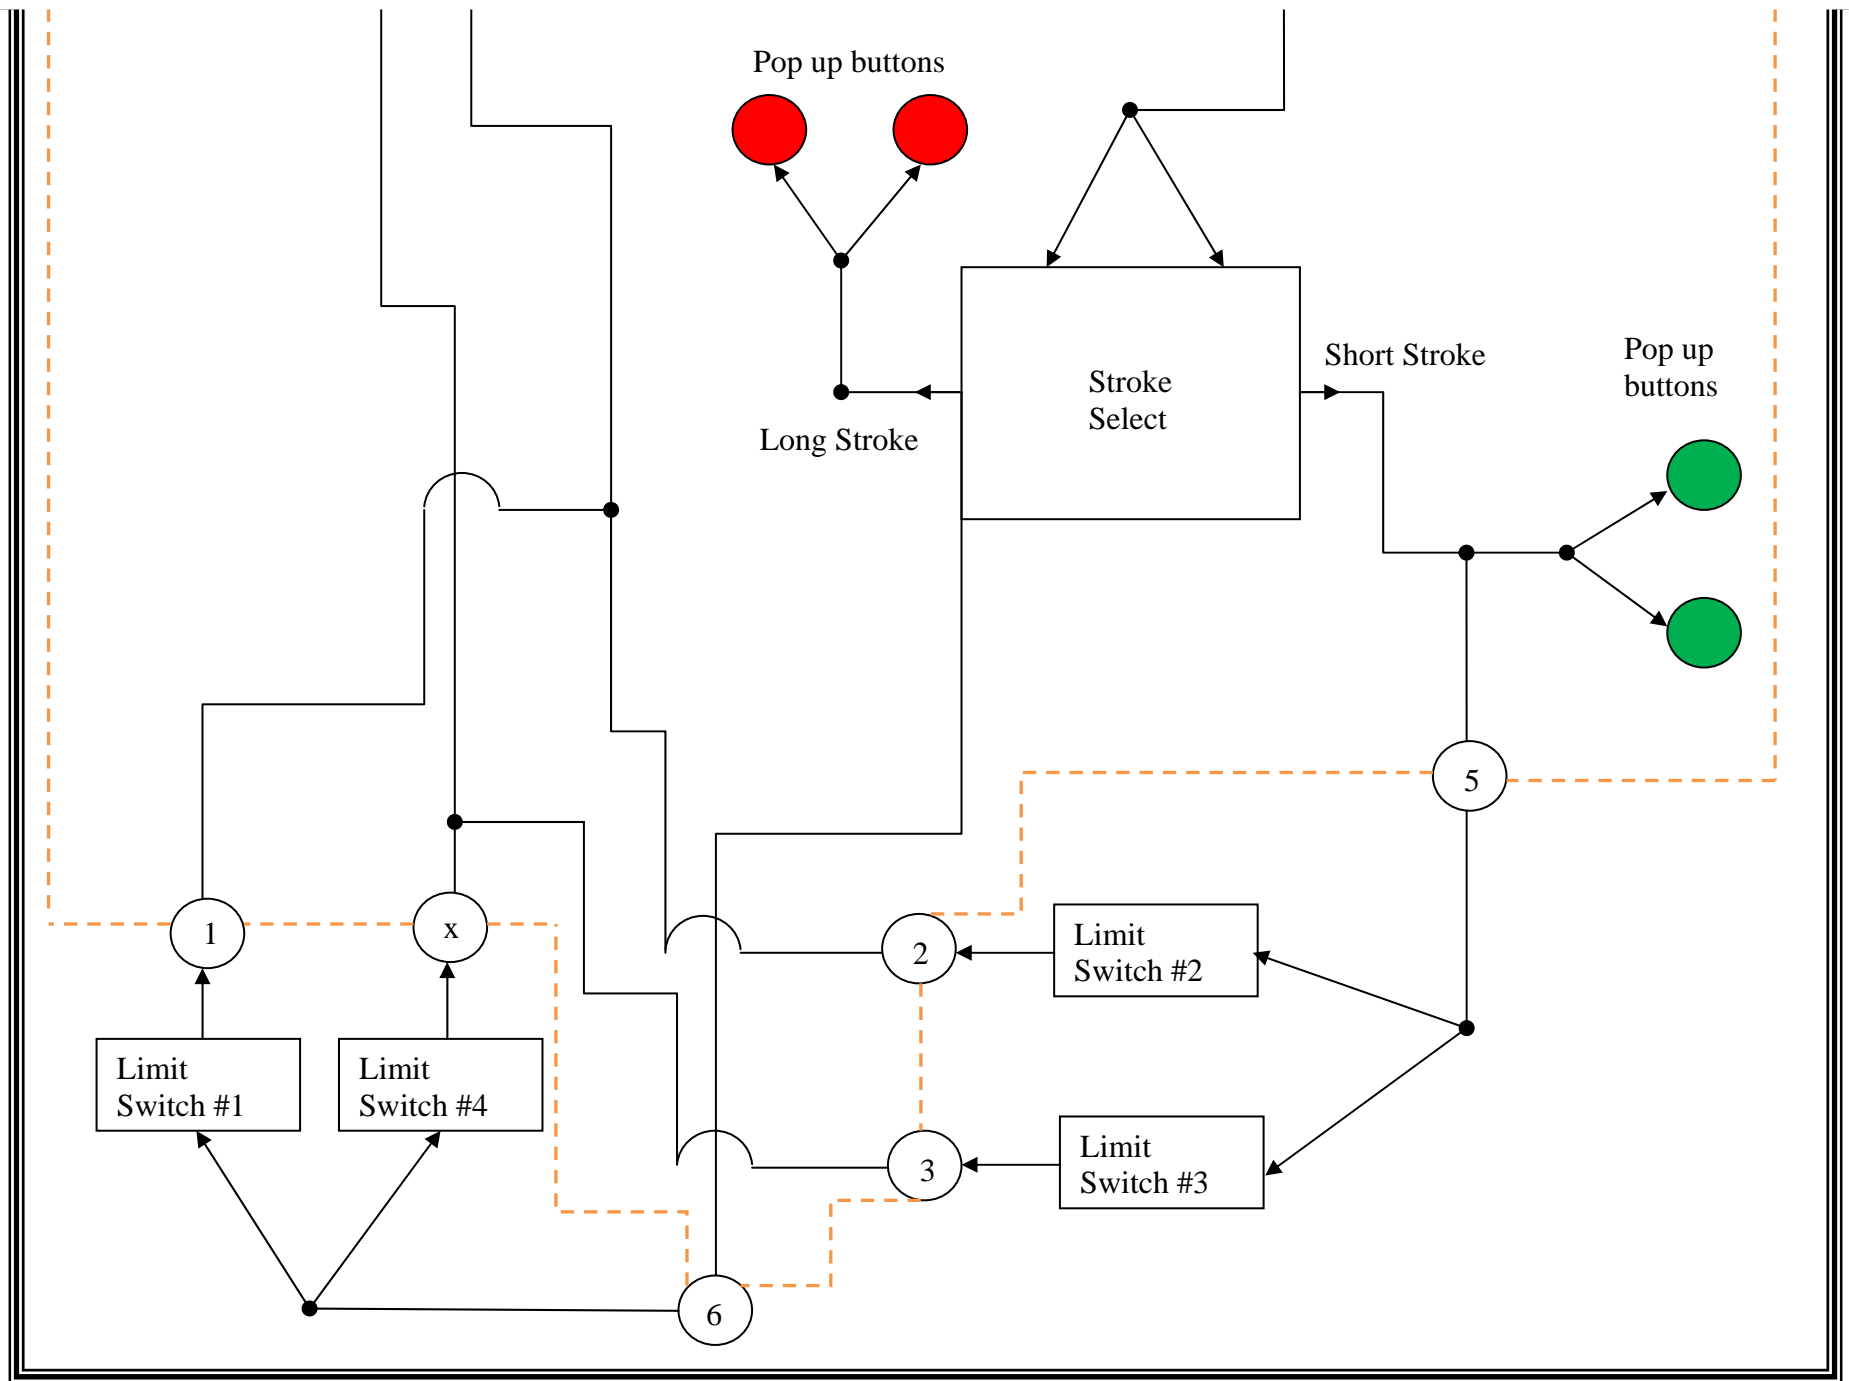 Pop up buttons
Short Stroke
Pop up
buttons
Stroke
Select
Long Stroke
5
1
x
2
Limit
Switch #2
Limit
Switch #1
Limit
Switch #4
3
Limit
Switch #3
6